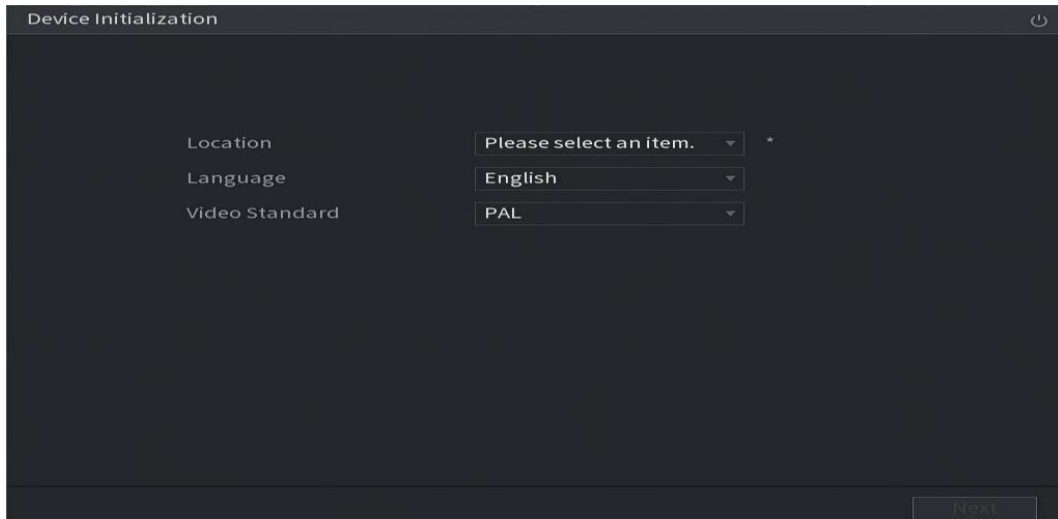 Device Initialization
Location Please select an item. *
Language English
Video Standard PAL
Next